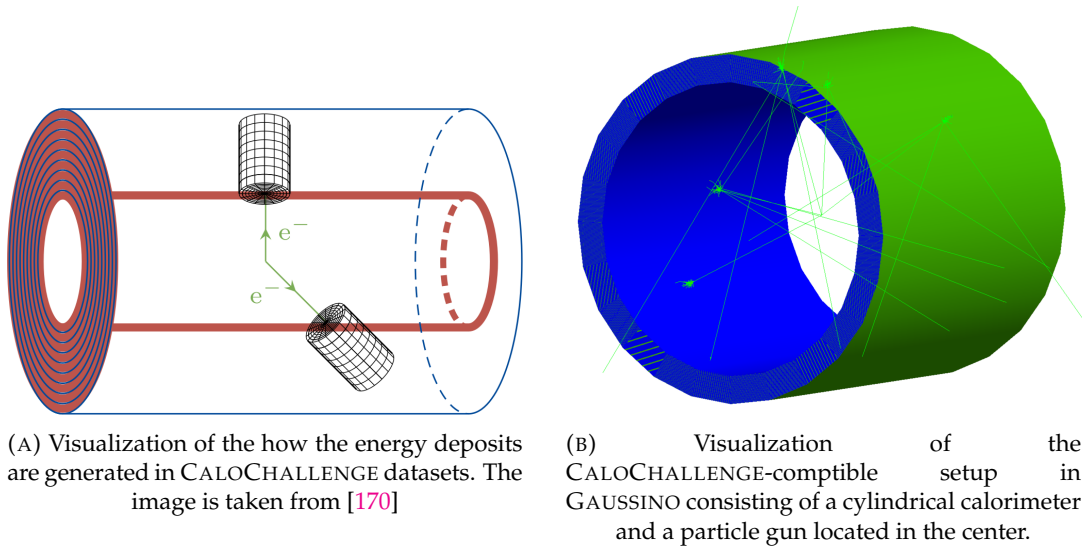 e−
e−
(A) Visualization of the how the energy deposits
are generated in CALOCHALLENGE datasets. The
image is taken from [170]
(B) Visualization of the
CALOCHALLENGE-comptible setup in
GAUSSINO consisting of a cylindrical calorimeter
and a particle gun located in the center.